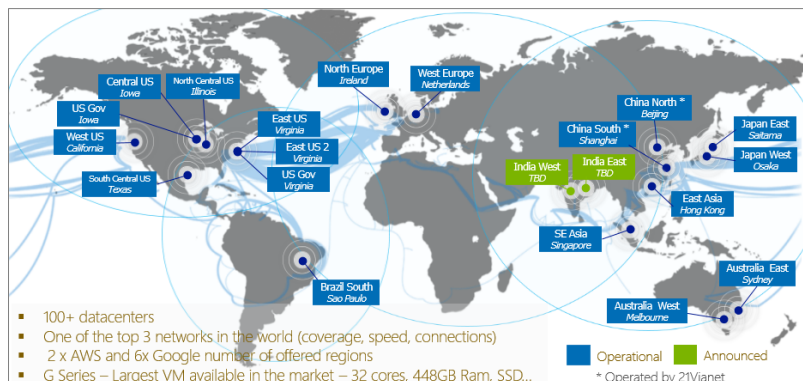 Central US
Iowa
North Central US
Illinois
US Gov
Iowa
West US
California
South Central US
Texas
East US
Virginia
East US 2
Virginia
US Gov
Virginia
North Europe
Ireland
West Europe
Netherlands
China North *
Beijing
China South *
Shanghai
Japan East
Saitama
Japan West
Osaka
India West
TBD
India East
TBD
East Asia
Hong Kong
SE Asia
Singapore
Brazil South
Sao Paulo
Australia East
Sydney
Australia West
Melbourne
▪ 100+ datacenters
▪ One of the top 3 networks in the world (coverage, speed, connections)
▪ 2 x AWS and 6x Google number of offered regions
▪ G Series – Largest VM available in the market – 32 cores, 448GB Ram, SSD...
Operational
Announced
* Operated by 21Vianet